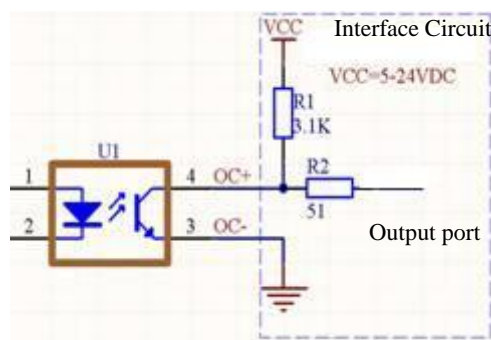 Interface Circuit
VCC
VCC=5-24VDC
R1
3.1K
U1
1
4
OC+
R2
51
2
3
OC-
Output port